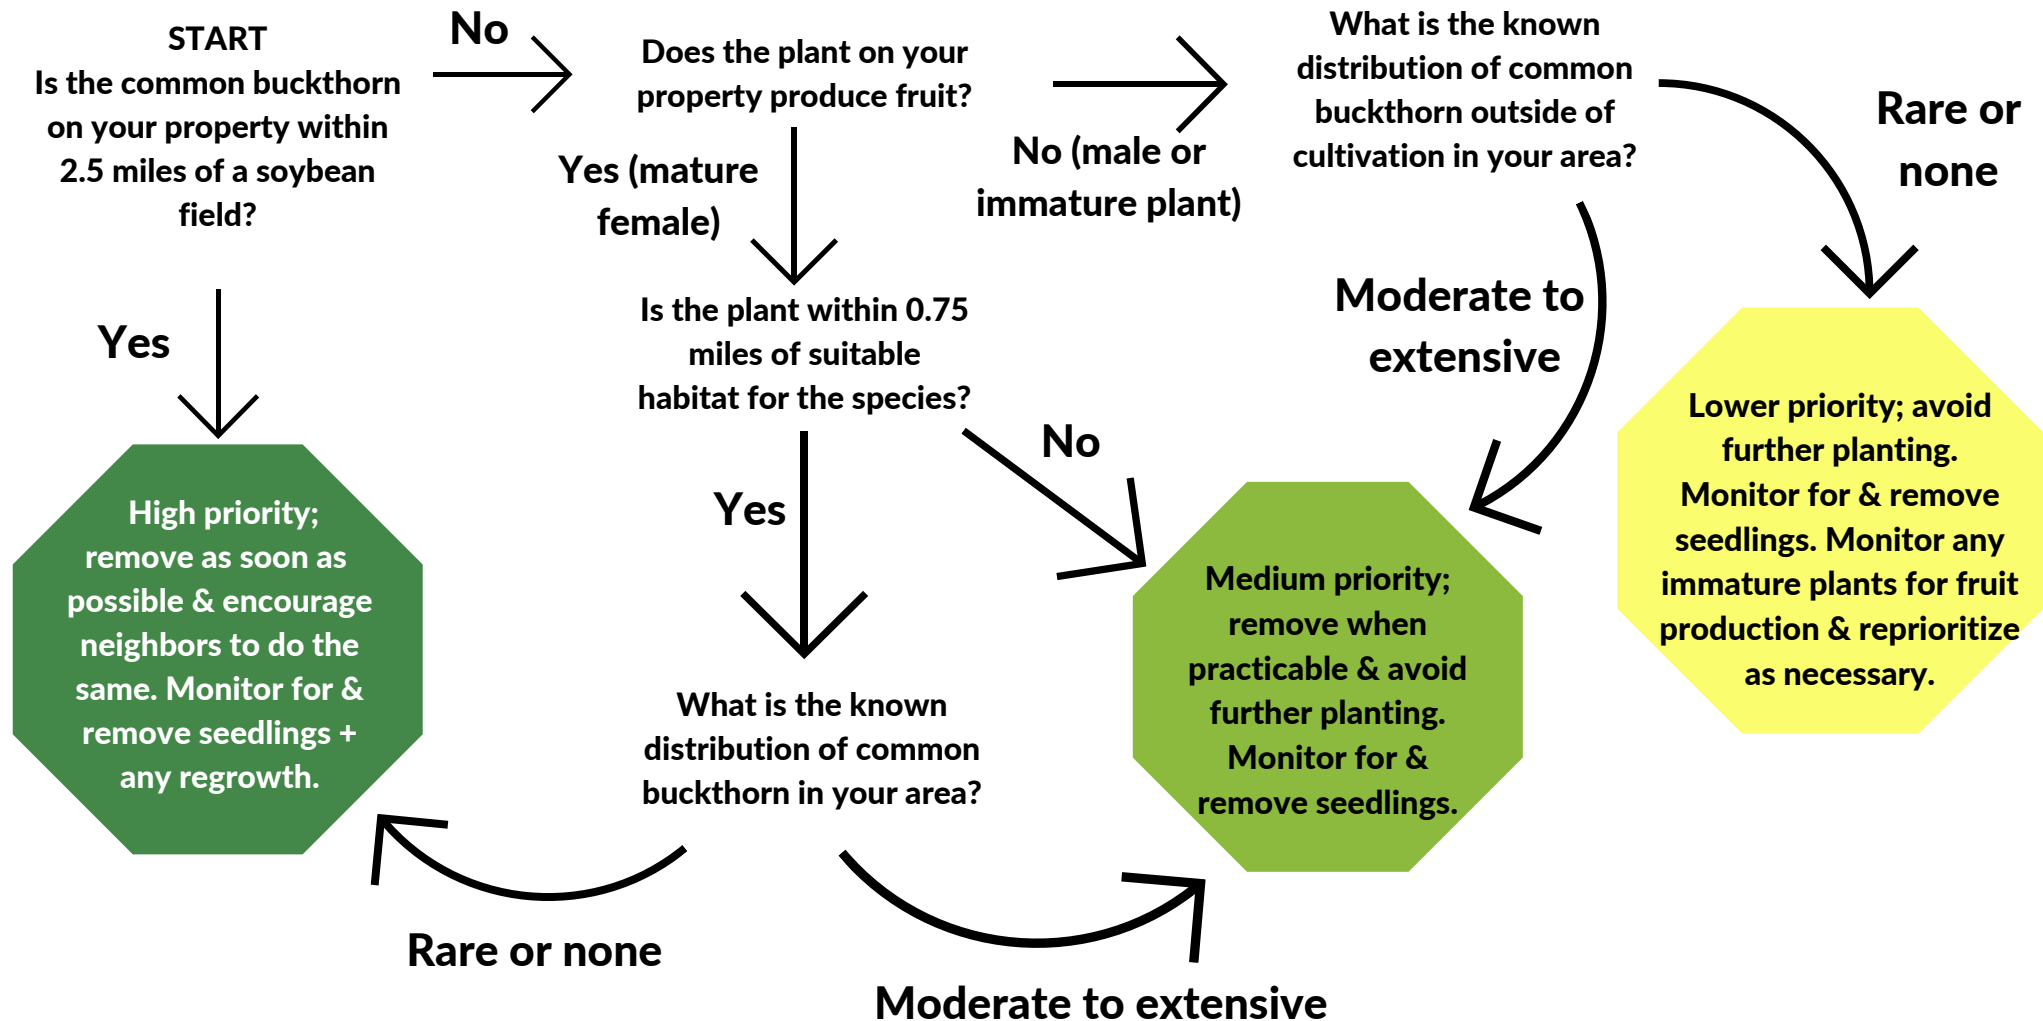 START
Is the common buckthorn
on your property within
2.5 miles of a soybean
field?
No
Does the plant on your
property produce fruit?
No (male or
immature plant)
What is the known
distribution of common
buckthorn outside of
cultivation in your area?
Rare or
none
Yes (mature
female)
Moderate to
extensive
Yes
Is the plant within 0.75
miles of suitable
habitat for the species?
No
Yes
High priority;
remove as soon as
possible & encourage
neighbors to do the
same. Monitor for &
remove seedlings +
any regrowth.
What is the known
distribution of common
buckthorn in your area?
Medium priority;
remove when
practicable & avoid
further planting.
Monitor for &
remove seedlings.
Lower priority; avoid
further planting.
Monitor for & remove
seedlings. Monitor any
immature plants for fruit
production & reprioritize
as necessary.
Rare or none
Moderate to extensive